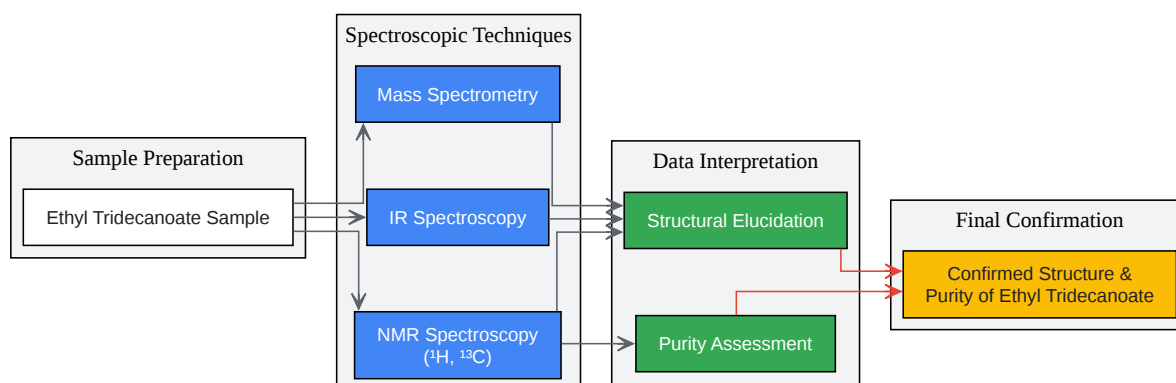 Sample Preparation
Ethyl Tridecanoate Sample
Spectroscopic Techniques
Mass Spectrometry
IR Spectroscopy
NMR Spectroscopy
(¹H, ¹³C)
Data Interpretation
Structural Elucidation
Purity Assessment
Final Confirmation
Confirmed Structure &
Purity of Ethyl Tridecanoate